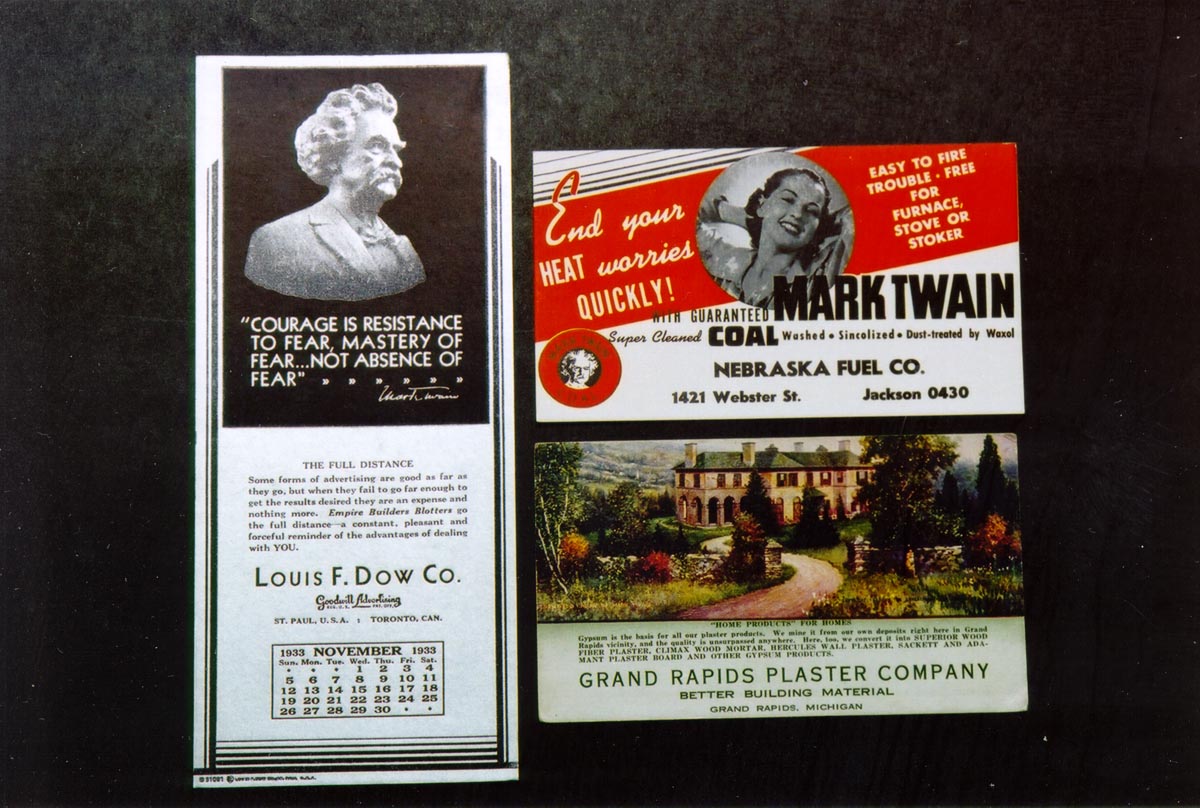 "COURAGE IS RESISTANCE
TO FEAR, MASTERY OF
FEAR...NOT ABSENCE OF
FEAR" » » » » » »
Mark Twain
THE FULL DISTANCE
Some forms of advertising are good as far as
they go, but when they fail to go far enough to
get the results desired they are an expense and
nothing more. Empire Builders Blotters go
the full distance—a constant, pleasant and
forceful reminder of the advantages of dealing
with YOU.
LOUIS F. DOW CO.
Goodwill Advertising
REG. U.S. PAT. OFF.
ST. PAUL, U.S.A. : TORONTO, CAN.
1933 NOVEMBER 1933
Sun. Mon. Tue. Wed. Thu. Fri. Sat.
• • • 1 2 3 4
5 6 7 8 9 10 11
12 13 14 15 16 17 18
19 20 21 22 23 24 25
26 27 28 29 30 • •
End your
HEAT worries
QUICKLY!
EASY TO FIRE
TROUBLE - FREE
FOR
FURNACE,
STOVE OR
STOKER
WITH GUARANTEED MARK TWAIN
Super Cleaned COAL Washed • Sincolized • Dust-treated by Waxol
NEBRASKA FUEL CO.
1421 Webster St. Jackson 0430
"HOME PRODUCTS" FOR HOMES
Gypsum is the basis for all our plaster products. We mine it from our own deposits right here in Grand
Rapids vicinity, and the quality is unsurpassed anywhere. Here, too, we convert it into SUPERIOR WOOD
FIBER PLASTER, CLIMAX WOOD MORTAR, HERCULES WALL PLASTER, SACKETT AND ADA-
MANT PLASTER BOARD AND OTHER GYPSUM PRODUCTS.
GRAND RAPIDS PLASTER COMPANY
BETTER BUILDING MATERIAL
GRAND RAPIDS, MICHIGAN